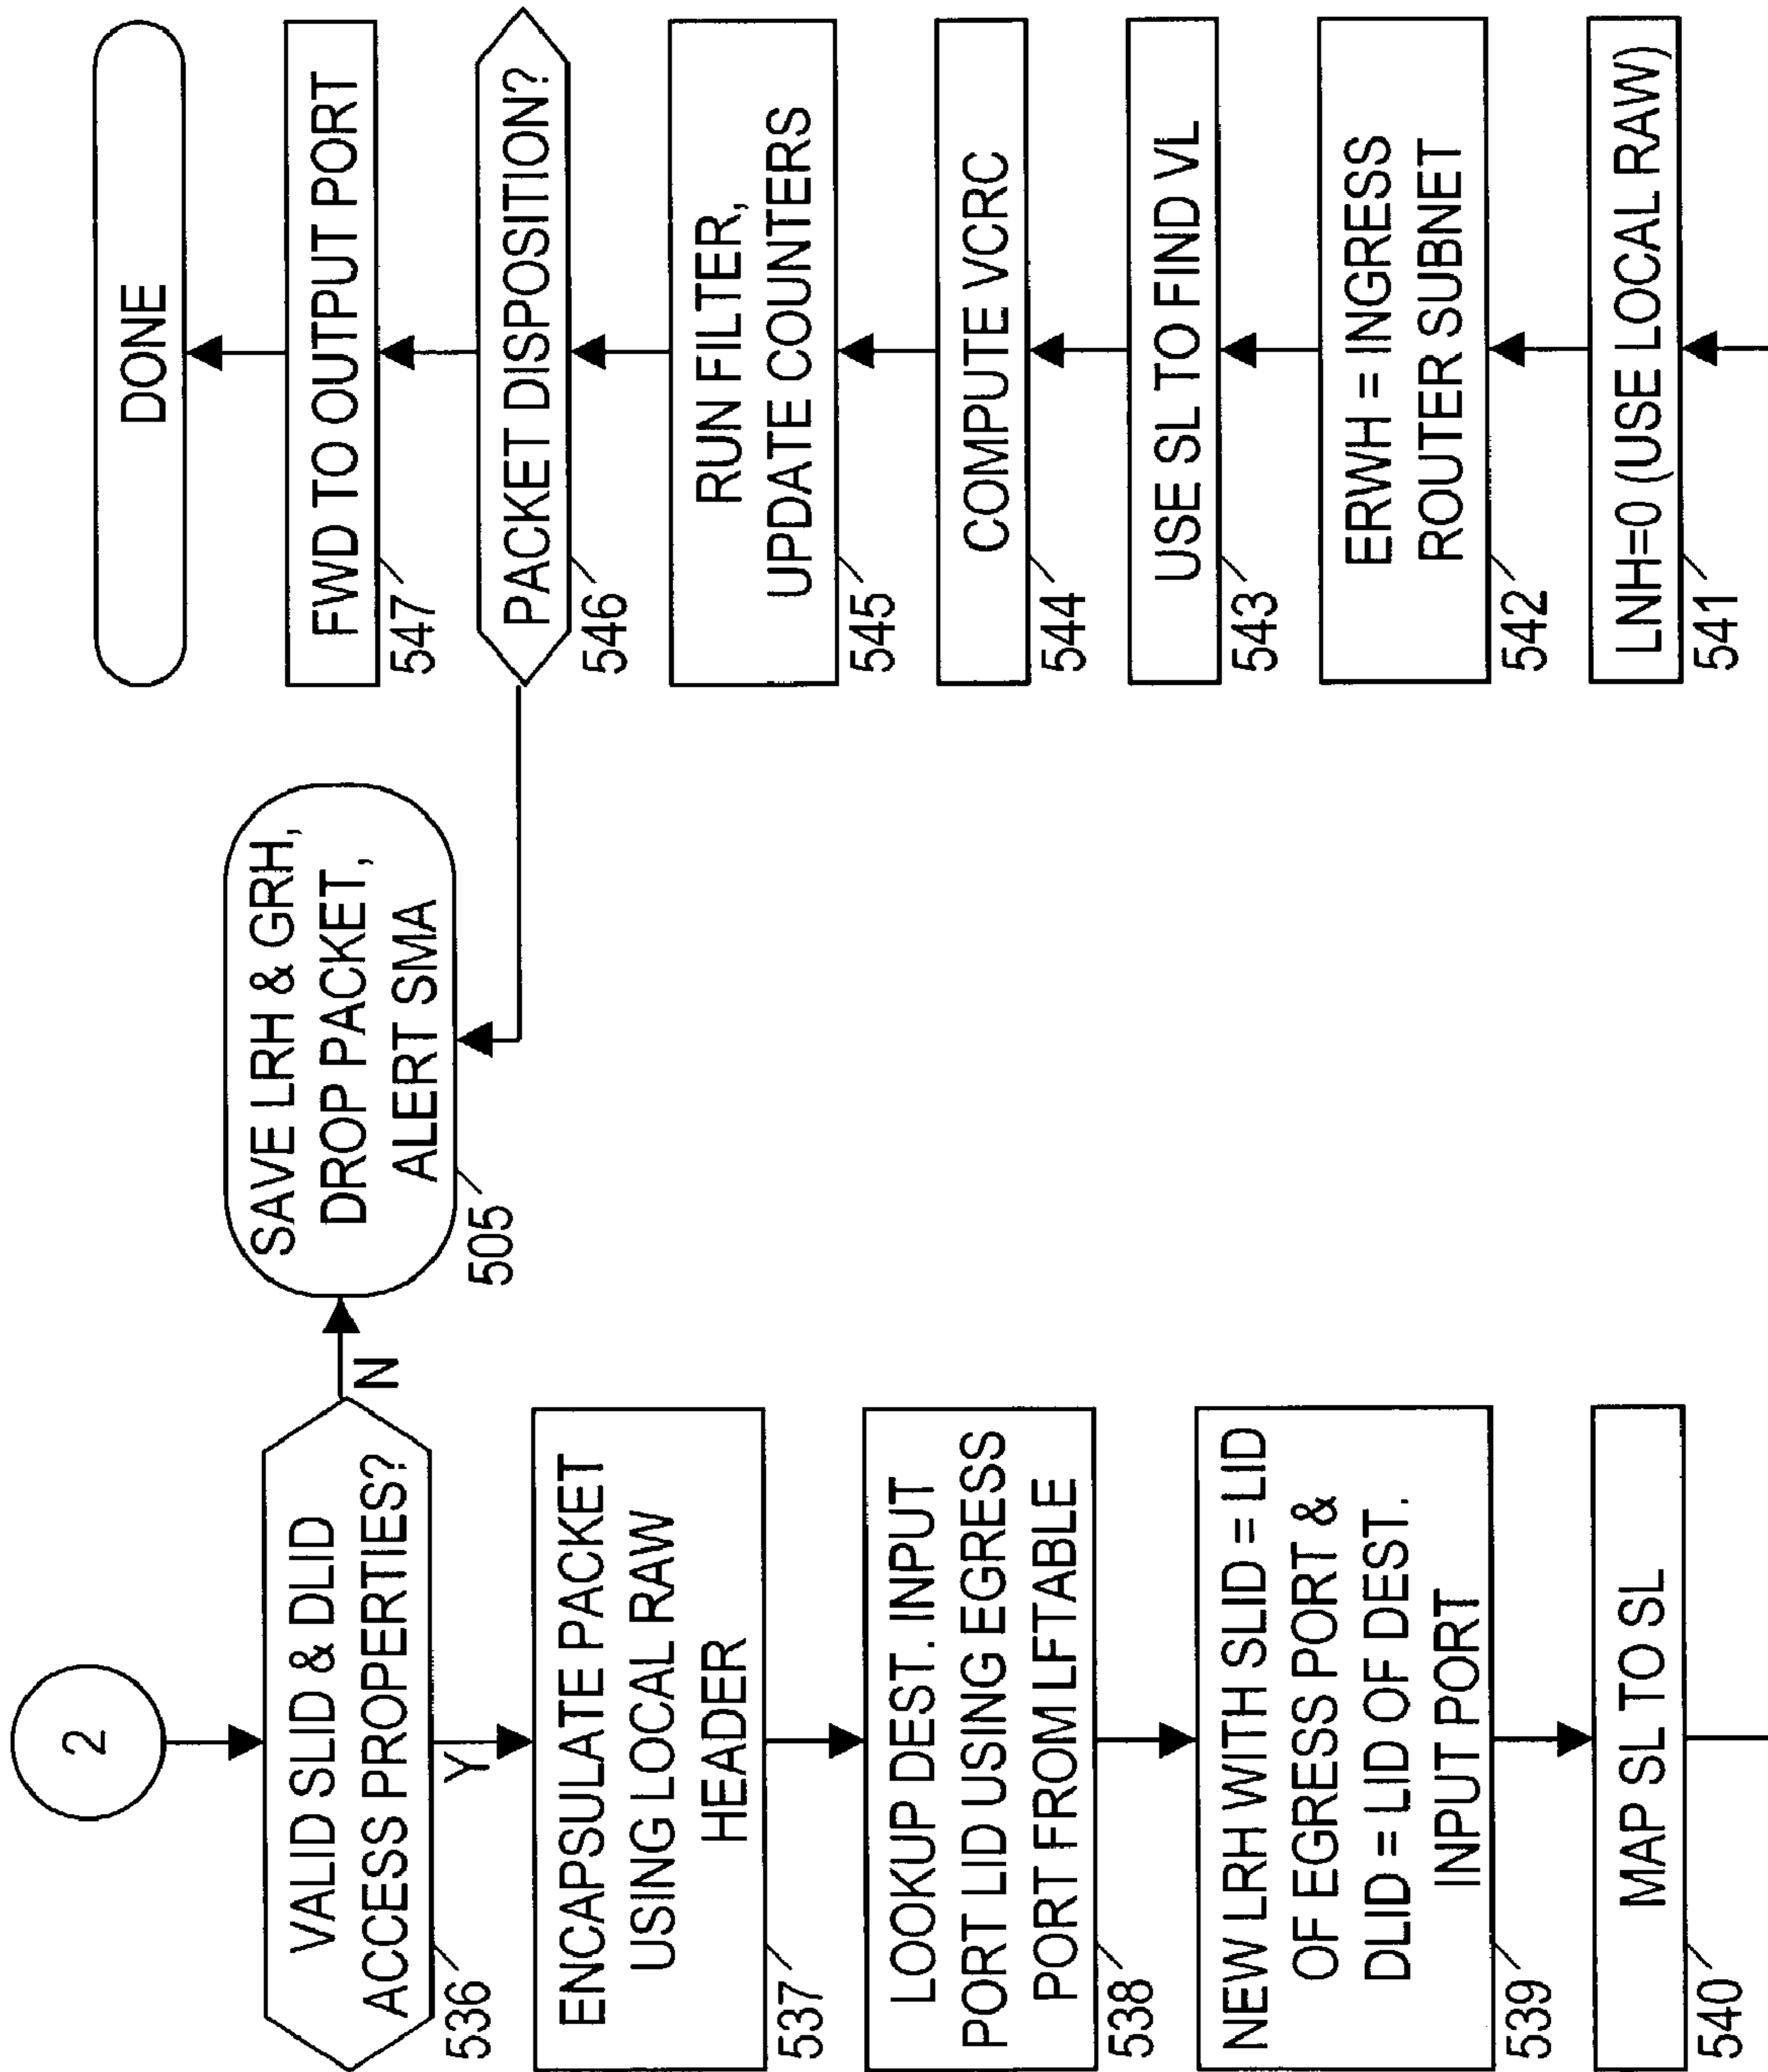 2
VALID SLID & DLID
ACCESS PROPERTIES?
536
N
Y
SAVE LRH & GRH,
DROP PACKET,
ALERT SMA
505
ENCAPSULATE PACKET
USING LOCAL RAW
HEADER
537
LOOKUP DEST. INPUT
PORT LID USING EGRESS
PORT FROM LFTABLE
538
NEW LRH WITH SLID = LID
OF EGRESS PORT &
DLID = LID OF DEST.
INPUT PORT
539
MAP SL TO SL
540
LNH=0 (USE LOCAL RAW)
541
ERWH = INGRESS
ROUTER SUBNET
542
USE SL TO FIND VL
543
COMPUTE VCRC
544
RUN FILTER,
UPDATE COUNTERS
545
PACKET DISPOSITION?
546
FWD TO OUTPUT PORT
547
DONE